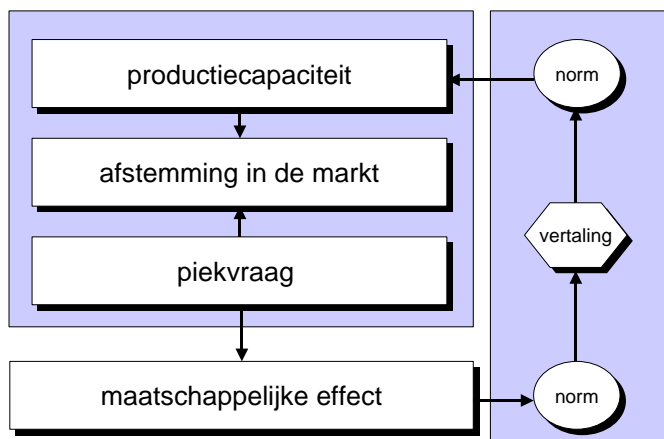 productiecapaciteit
norm
afstemming in de markt
vertaling
piekvraag
maatschappelijke effect
norm